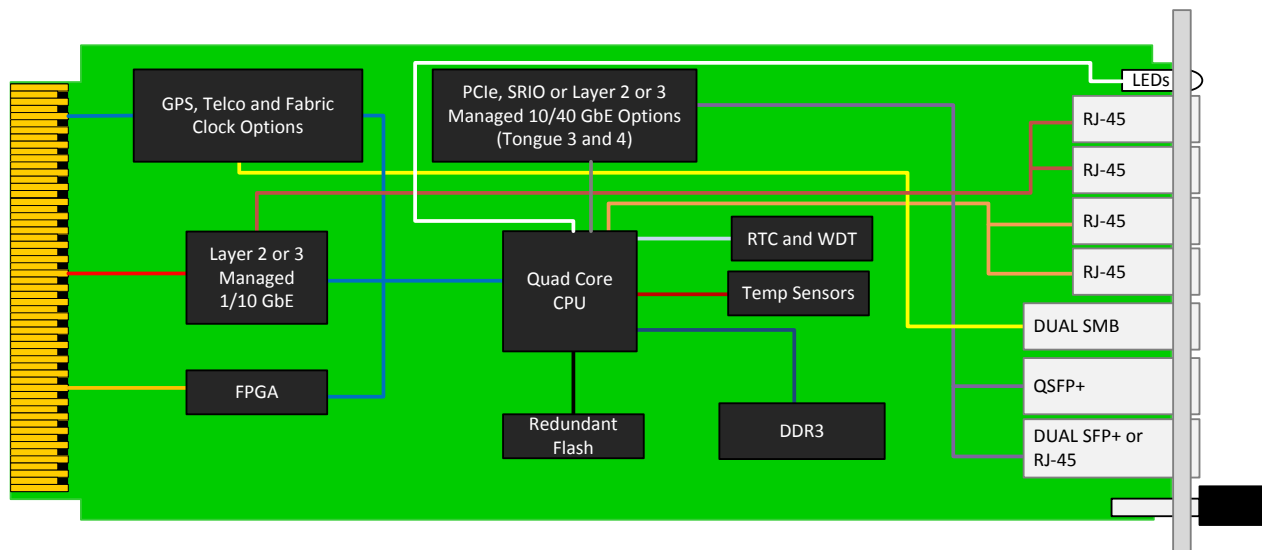 GPS, Telco and Fabric
Clock Options
PCIe, SRIO or Layer 2 or 3
Managed 10/40 GbE Options
(Tongue 3 and 4)
LEDs
RJ-45
RJ-45
RJ-45
RJ-45
Layer 2 or 3
Managed
1/10 GbE
Quad Core
CPU
RTC and WDT
Temp Sensors
DUAL SMB
FPGA
QSFP+
Redundant
Flash
DDR3
DUAL SFP+ or
RJ-45